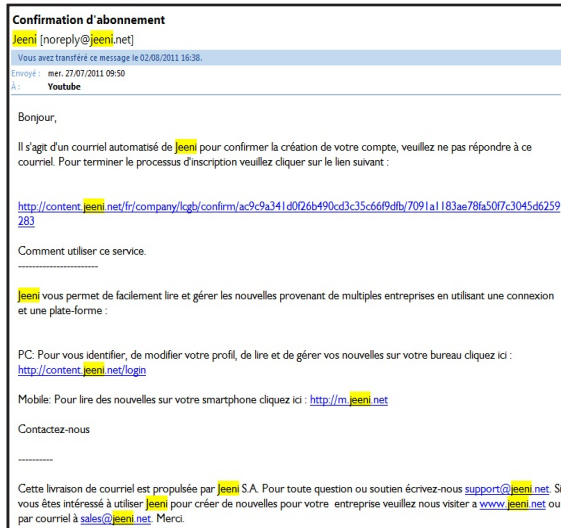 Confirmation d'abonnement
Jeeni [noreply@jeeni.net]
Vous avez transféré ce message le 02/08/2011 16:38.
Envoyé : mer. 27/07/2011 09:50
À : Youtube
Bonjour,
Il s'agit d'un courriel automatisé de Jeeni pour confirmer la création de votre compte, veuillez ne pas répondre à ce
courriel. Pour terminer le processus d'inscription veuillez cliquer sur le lien suivant :
http://content.jeeni.net/fr/company/lcgb/confirm/ac9c9a341d0f26b490cd3c35c66f9dfb/7091a1183ae78fa50f7c3045d6259
283
Comment utiliser ce service.
-----------------------
Jeeni vous permet de facilement lire et gérer les nouvelles provenant de multiples entreprises en utilisant une connexion
et une plate-forme :
PC: Pour vous identifier, de modifier votre profil, de lire et de gérer vos nouvelles sur votre bureau cliquez ici :
http://content.jeeni.net/login
Mobile: Pour lire des nouvelles sur votre smartphone cliquez ici : http://m.jeeni.net
Contactez-nous
----------
Cette livraison de courriel est propulsée par Jeeni S.A. Pour toute question ou soutien écrivez-nous support@jeeni.net. Si
vous êtes intéressé à utiliser Jeeni pour créer de nouvelles pour votre entreprise veuillez nous visiter a www.jeeni.net ou
par courriel à sales@jeeni.net. Merci.